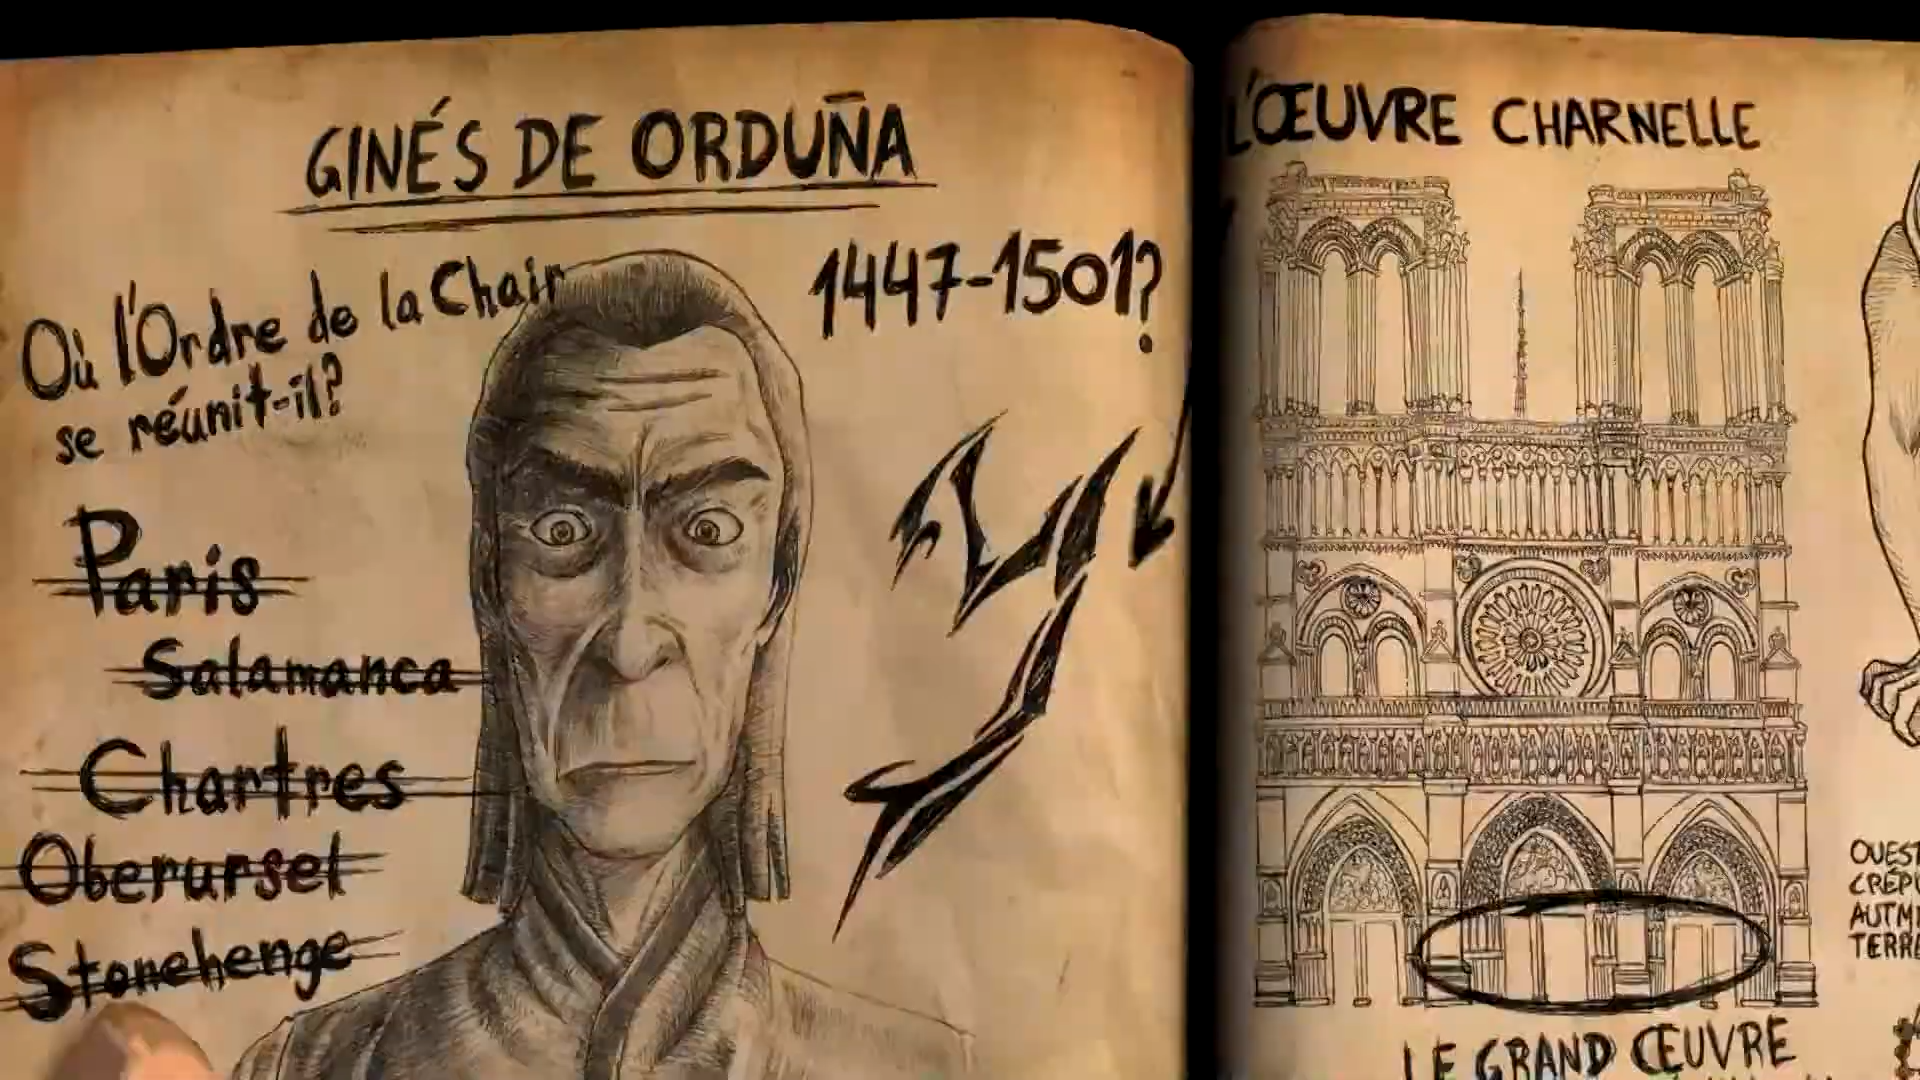 GINÉS DE ORDUÑA
1447-1501?
Où l'Ordre de la Chair
se réunit-il?
Paris
Salamanca
Chartres
Oberursel
Stonehenge
L'ŒUVRE CHARNELLE
OUEST
TERRE
LE GRAND ŒUVRE